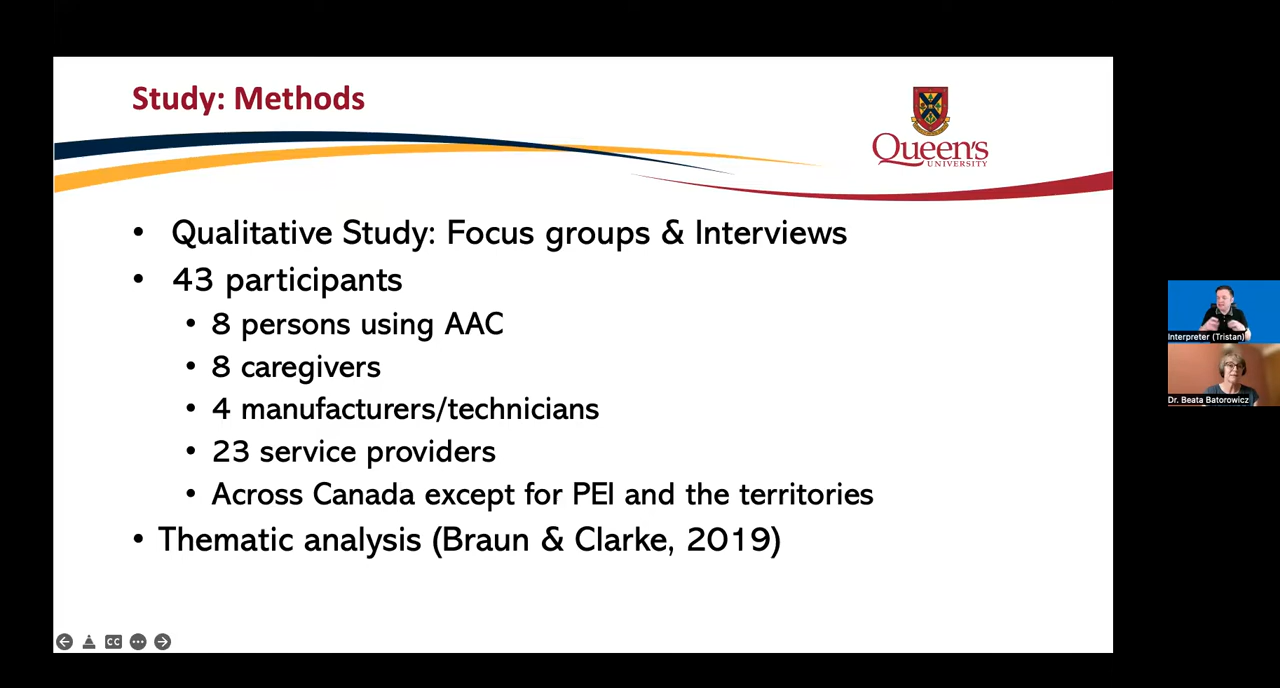 Study: Methods
Queen's
UNIVERSITY
• Qualitative Study: Focus groups & Interviews
• 43 participants
• 8 persons using AAC
• 8 caregivers
• 4 manufacturers/technicians
• 23 service providers
• Across Canada except for PEI and the territories
• Thematic analysis (Braun & Clarke, 2019)
Interpreter (Tristan)
Dr. Beata Batorowicz
CC